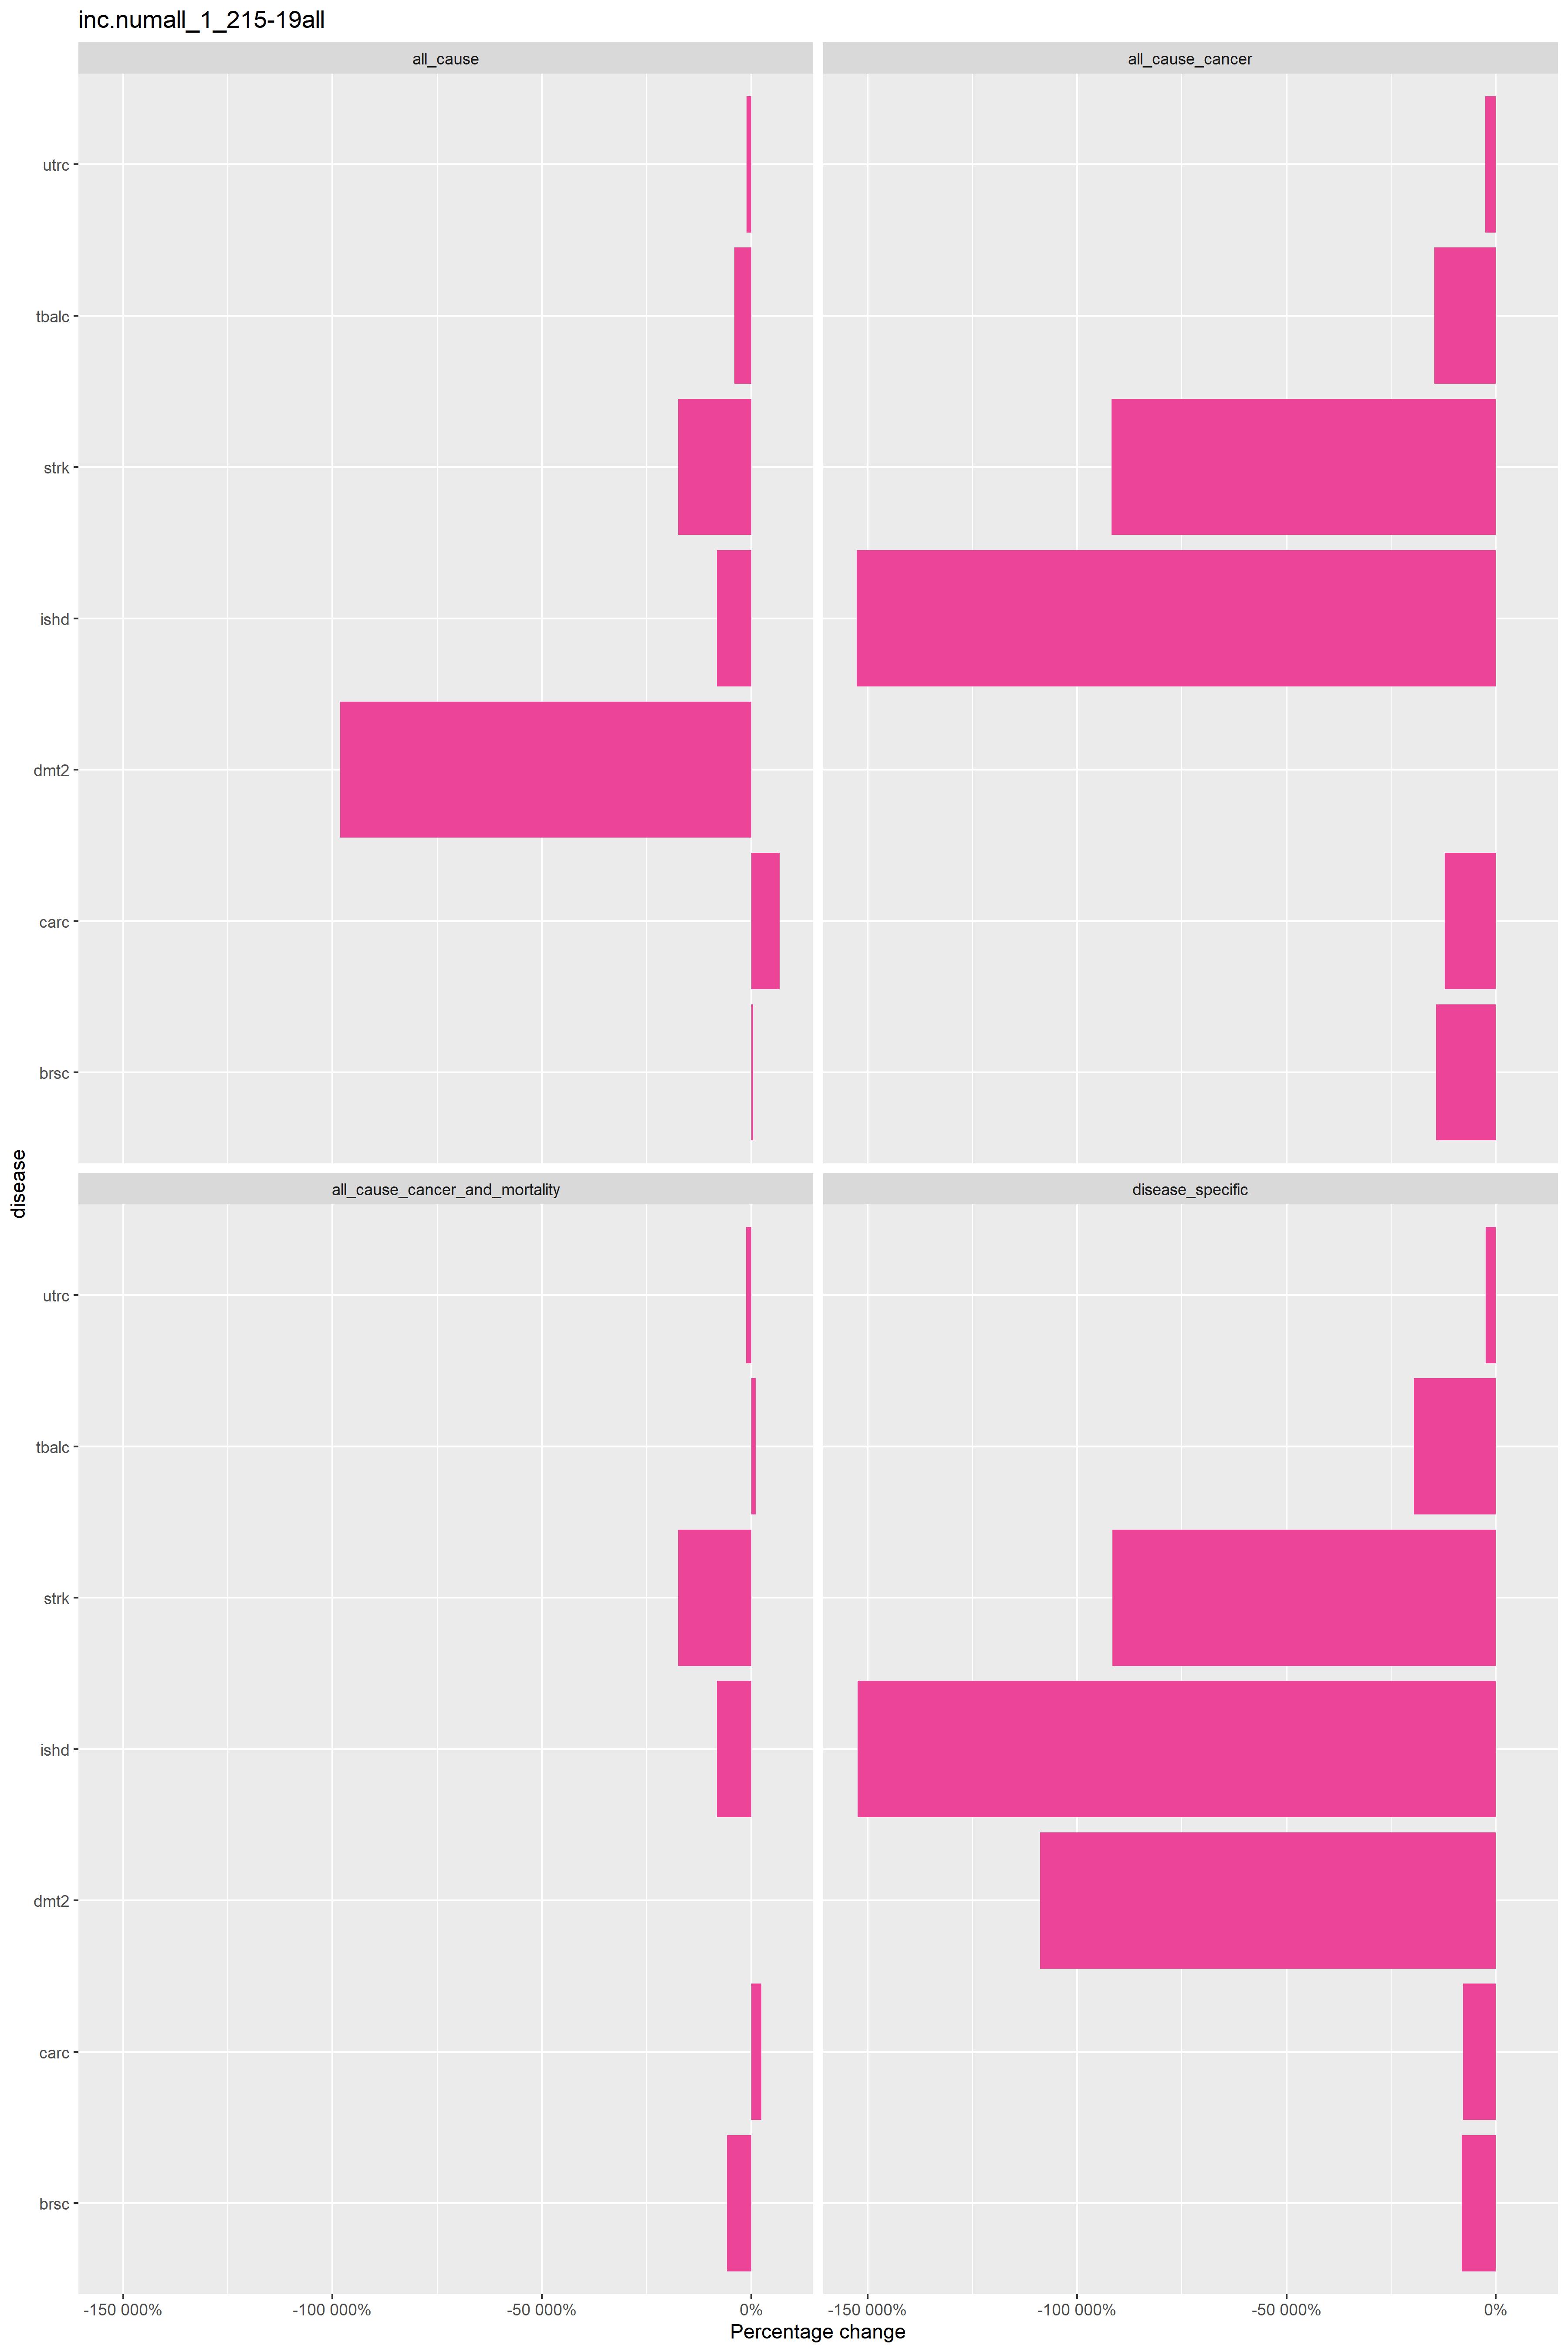 inc.numall_1_215-19all
all_cause
all_cause_cancer
utrc
tbalc
strk
ishd
dmt2
carc
brsc
disease
all_cause_cancer_and_mortality
disease_specific
utrc
tbalc
strk
ishd
dmt2
carc
brsc
-150 000%
-100 000%
-50 000%
0%
-150 000%
-100 000%
-50 000%
0%
Percentage change